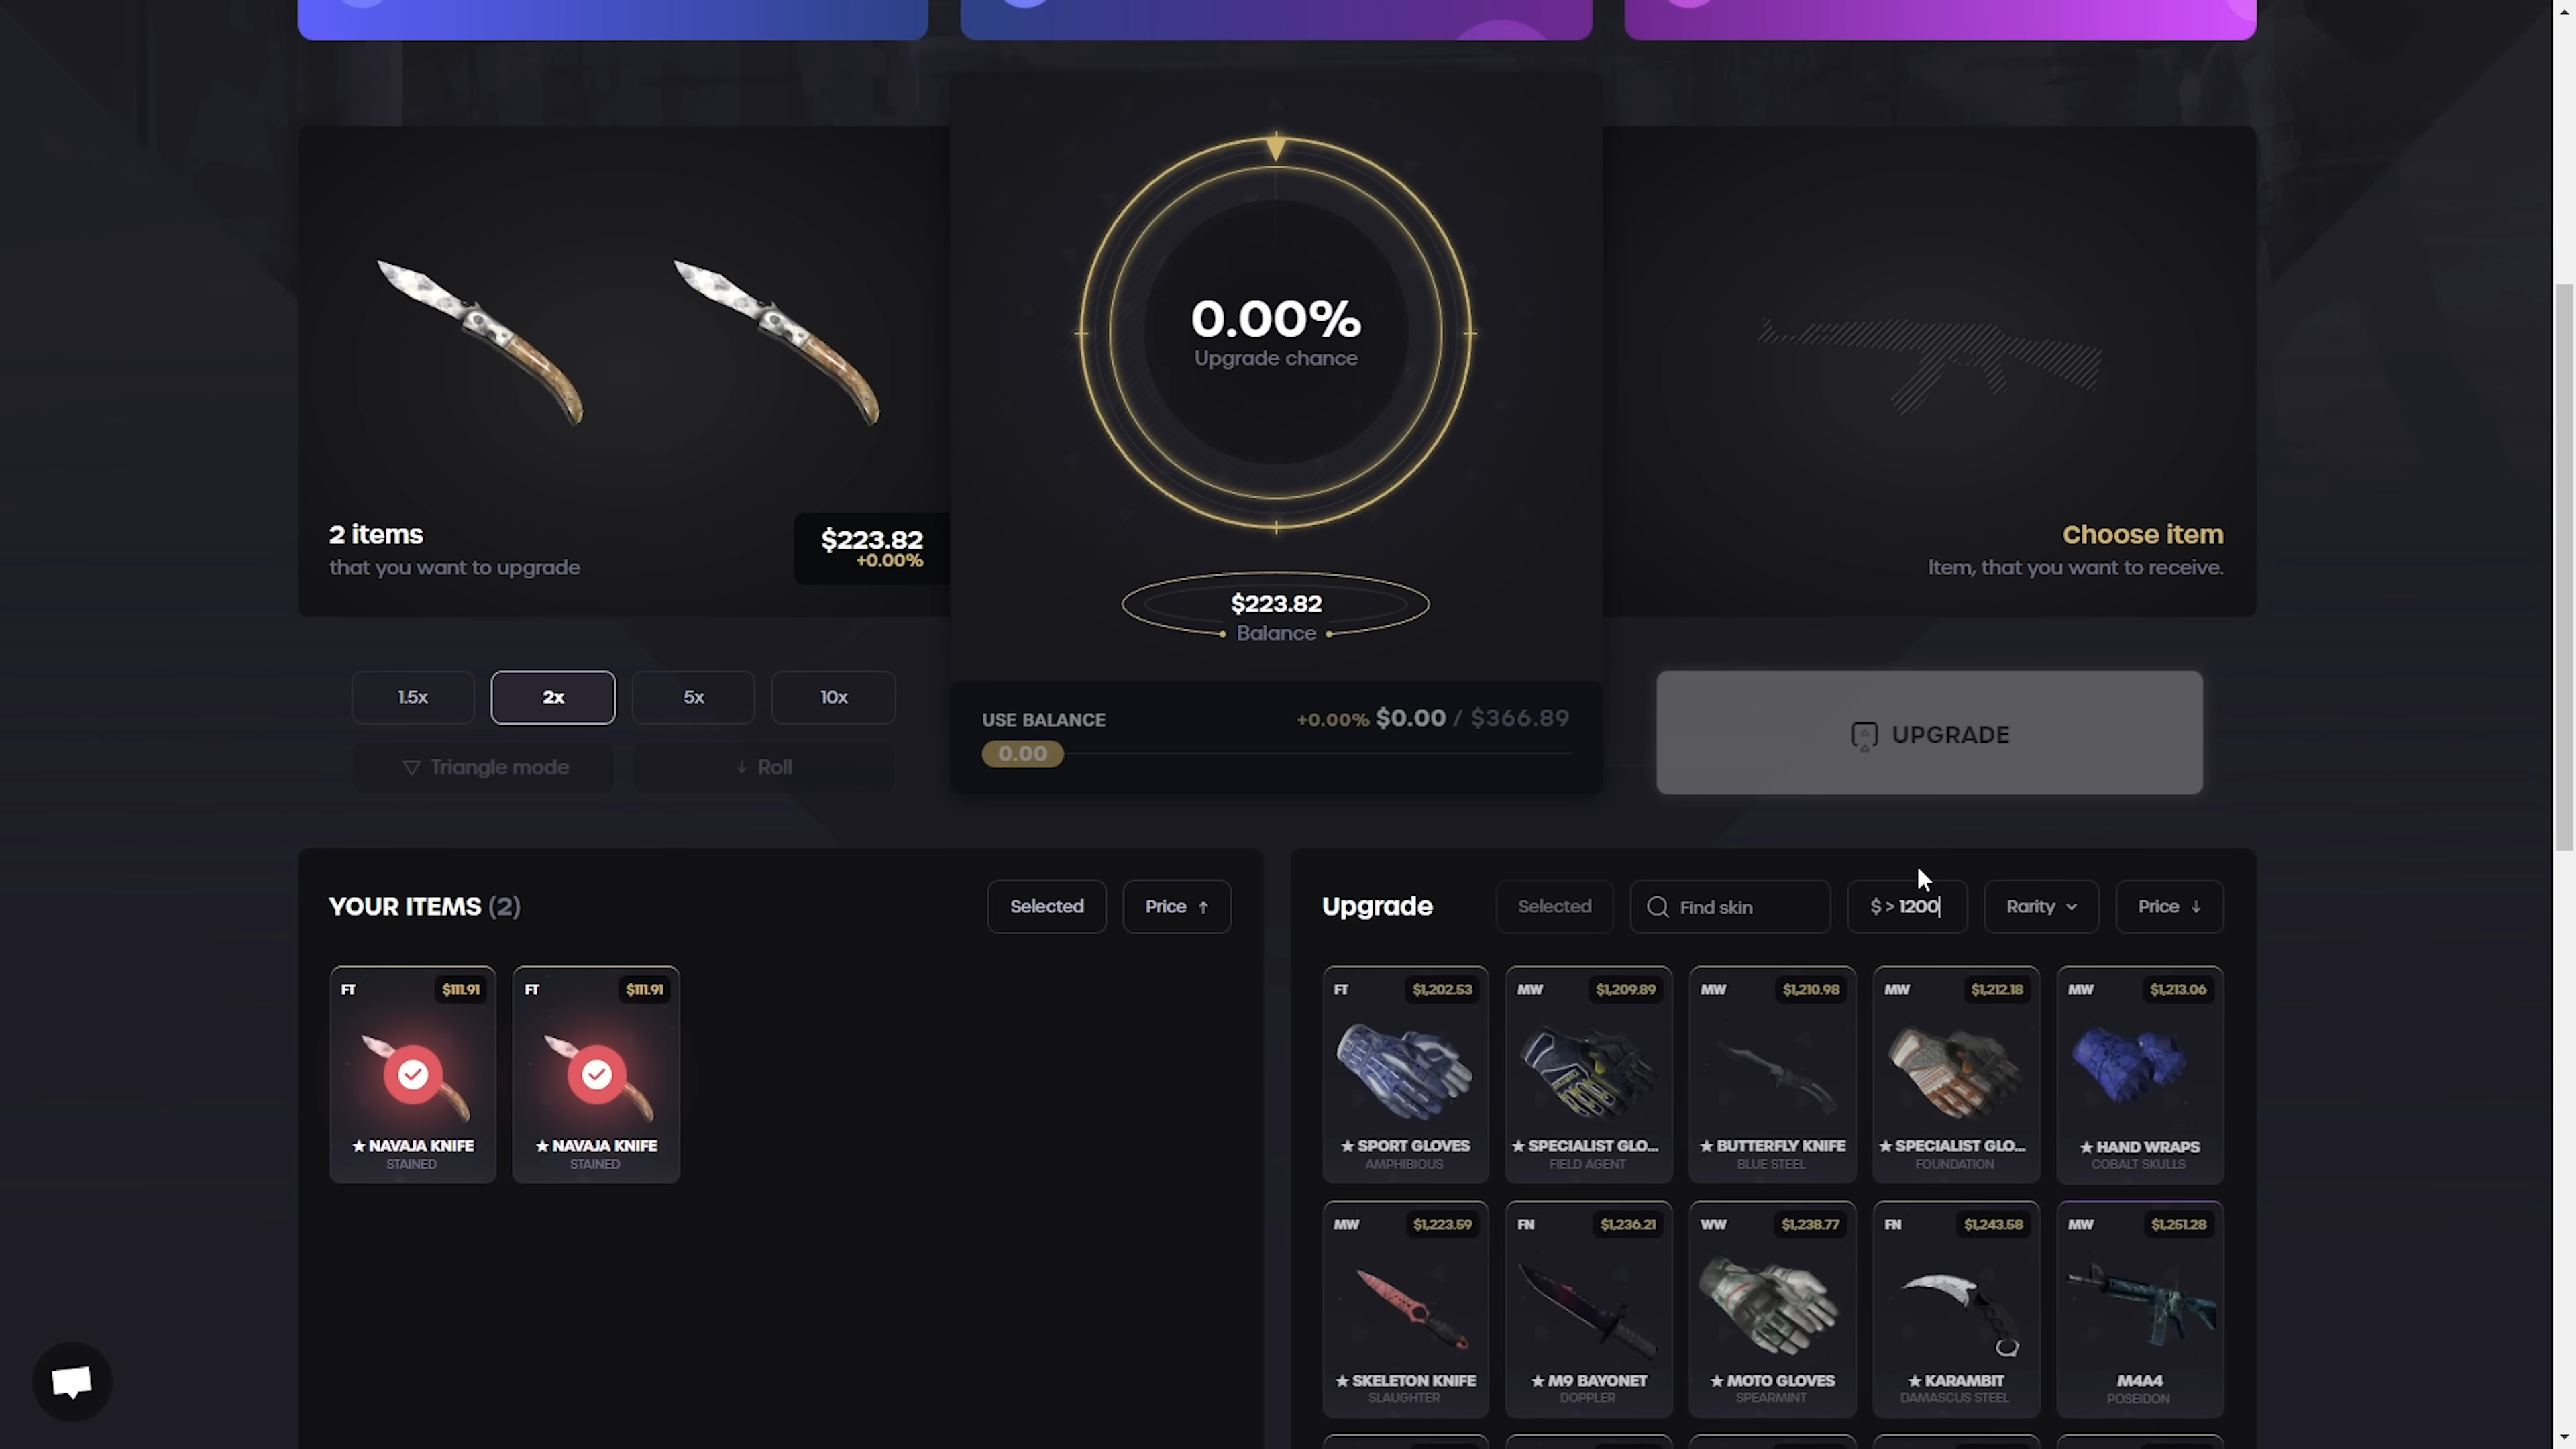 0.00%
Upgrade chance
2 items
that you want to upgrade
$223.82
+0.00%
Choose item
Item, that you want to receive.
$223.82
Balance
1.5x
2x
5x
10x
Triangle mode
Roll
USE BALANCE
+0.00% $0.00 / $366.89
0.00
UPGRADE
YOUR ITEMS (2)
Selected
Price ↑
FT
$111.91
★ NAVAJA KNIFE
STAINED
FT
$111.91
★ NAVAJA KNIFE
STAINED
Upgrade
Selected
Find skin
$ > 1200
Rarity
Price ↓
FT
$1,202.53
★ SPORT GLOVES
AMPHIBIOUS
MW
$1,209.89
★ SPECIALIST GLO...
FIELD AGENT
MW
$1,210.98
★ BUTTERFLY KNIFE
BLUE STEEL
MW
$1,212.18
★ SPECIALIST GLO...
FOUNDATION
MW
$1,213.06
★ HAND WRAPS
COBALT SKULLS
MW
$1,223.59
★ SKELETON KNIFE
SLAUGHTER
FN
$1,236.21
★ M9 BAYONET
DOPPLER
WW
$1,238.77
★ MOTO GLOVES
SPEARMINT
FN
$1,243.58
★ KARAMBIT
DAMASCUS STEEL
MW
$1,251.28
M4A4
POSEIDON